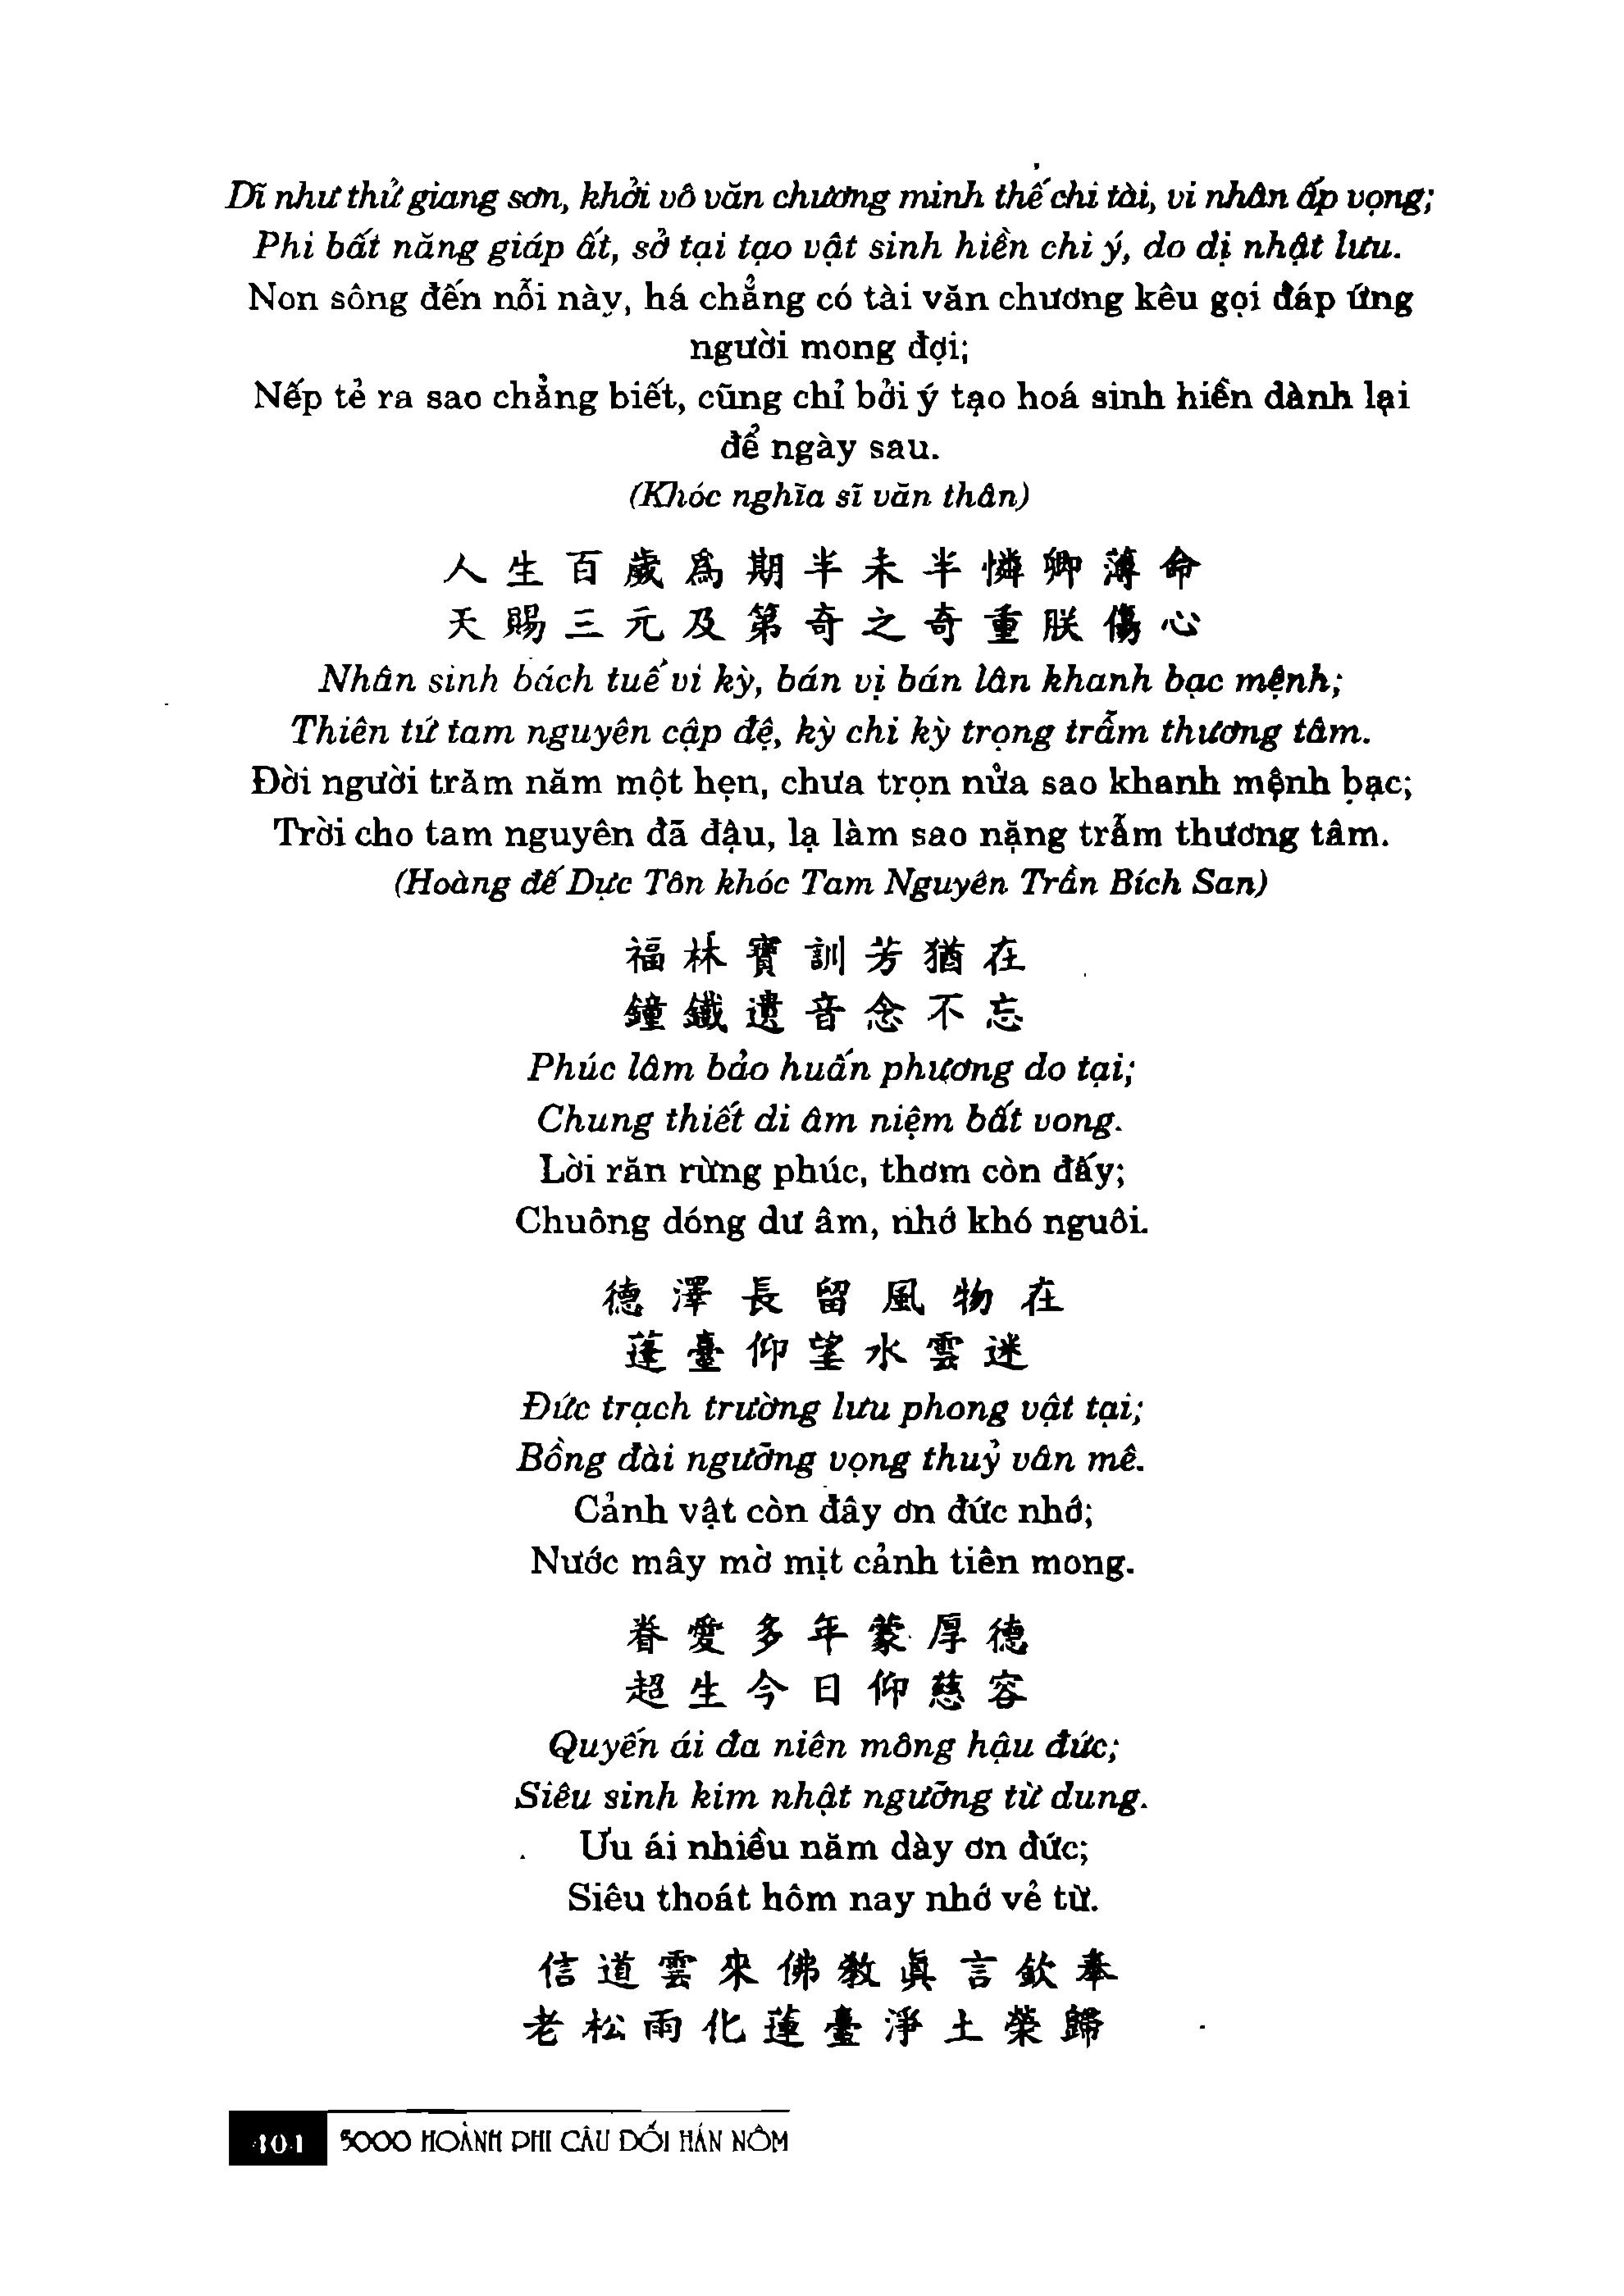 Dĩ như thử giang sơn, khởi vô văn chương minh thế chi tài, vi nhân ấp vọng;
Phi bất năng giáp ất, sở tại tạo vật sinh hiền chi ý, do dị nhật lưu.
Non sông đến nỗi này, há chẳng có tài văn chương kêu gọi đáp ứng
người mong đợi;
Nếp tẻ ra sao chẳng biết, cũng chỉ bởi ý tạo hoá sinh hiền dành lại
để ngày sau.
(Khóc nghĩa sĩ văn thân)
人生百歲爲期半未半憐卿薄命
天賜三元及第奇之奇重朕傷心
Nhân sinh bách tuế vi kỳ, bán vị bán lân khanh bạc mệnh;
Thiên tứ tam nguyên cập đệ, kỳ chi kỳ trọng trẫm thương tâm.
Đời người trăm năm một hẹn, chưa trọn nửa sao khanh mệnh bạc;
Trời cho tam nguyên đã đậu, lạ làm sao nặng trẫm thương tâm.
(Hoàng đế Dực Tôn khóc Tam Nguyên Trần Bích San)
福林寶訓芳猶在
鐘鐵遺音念不忘
Phúc lâm bảo huấn phương do tại;
Chung thiết di âm niệm bất vong.
Lời răn rừng phúc, thơm còn đấy;
Chuông dóng dư âm, nhớ khó nguôi.
德澤長留風物在
蓬臺仰望水雲迷
Đức trạch trường lưu phong vật tại;
Bồng đài ngưỡng vọng thuỷ vân mê.
Cảnh vật còn đây ơn đức nhớ;
Nước mây mờ mịt cảnh tiên mong.
眷愛多年蒙厚德
超生今日仰慈容
Quyến ái đa niên mông hậu đức;
Siêu sinh kim nhật ngưỡng từ dung.
Ưu ái nhiều năm dày ơn đức;
Siêu thoát hôm nay nhớ vẻ từ.
信道雲來佛教眞言欽奉
老松雨化蓮臺淨土榮歸
404 5000 HOÀNH PHI CÂU ĐỐI HÁN NÔM